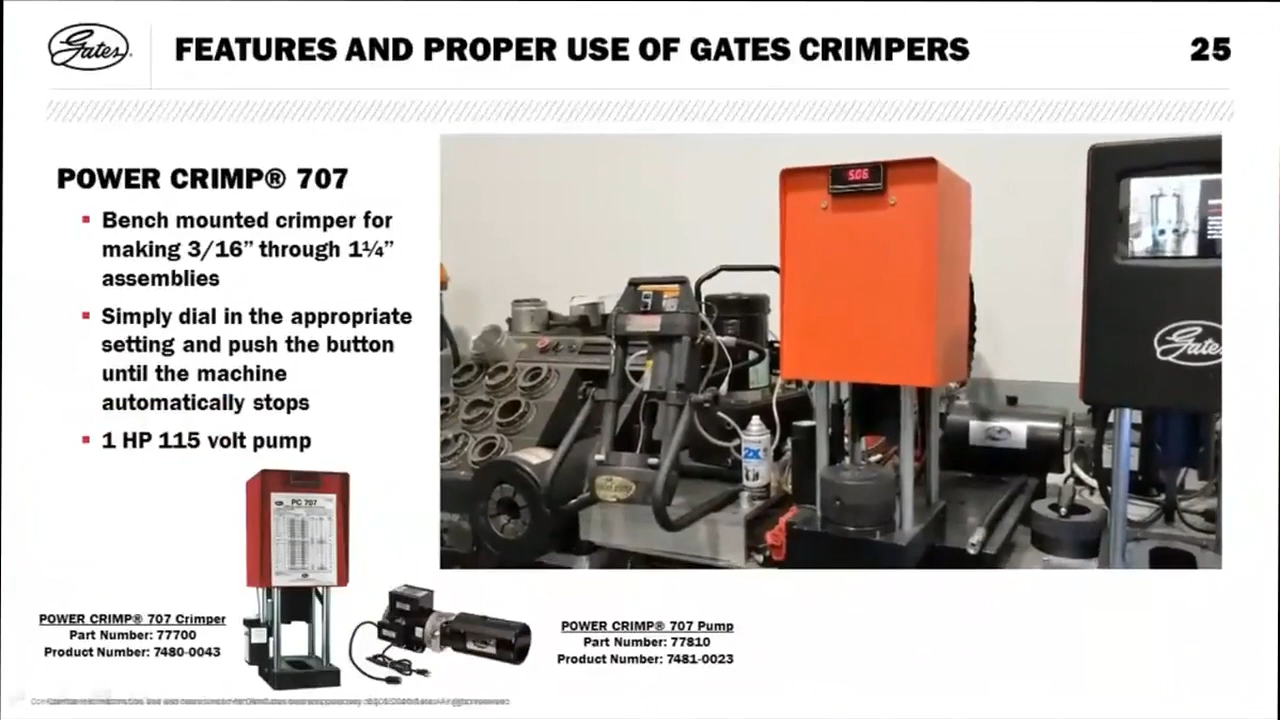 Gates
FEATURES AND PROPER USE OF GATES CRIMPERS
25
POWER CRIMP® 707
Bench mounted crimper for
making 3/16” through 1¼”
assemblies
Simply dial in the appropriate
setting and push the button
until the machine
automatically stops
1 HP 115 volt pump
506
2X
Gates
PC 707
POWER CRIMP® 707 Crimper
Part Number: 77700
Product Number: 7480-0043
POWER CRIMP® 707 Pump
Part Number: 77810
Product Number: 7481-0023